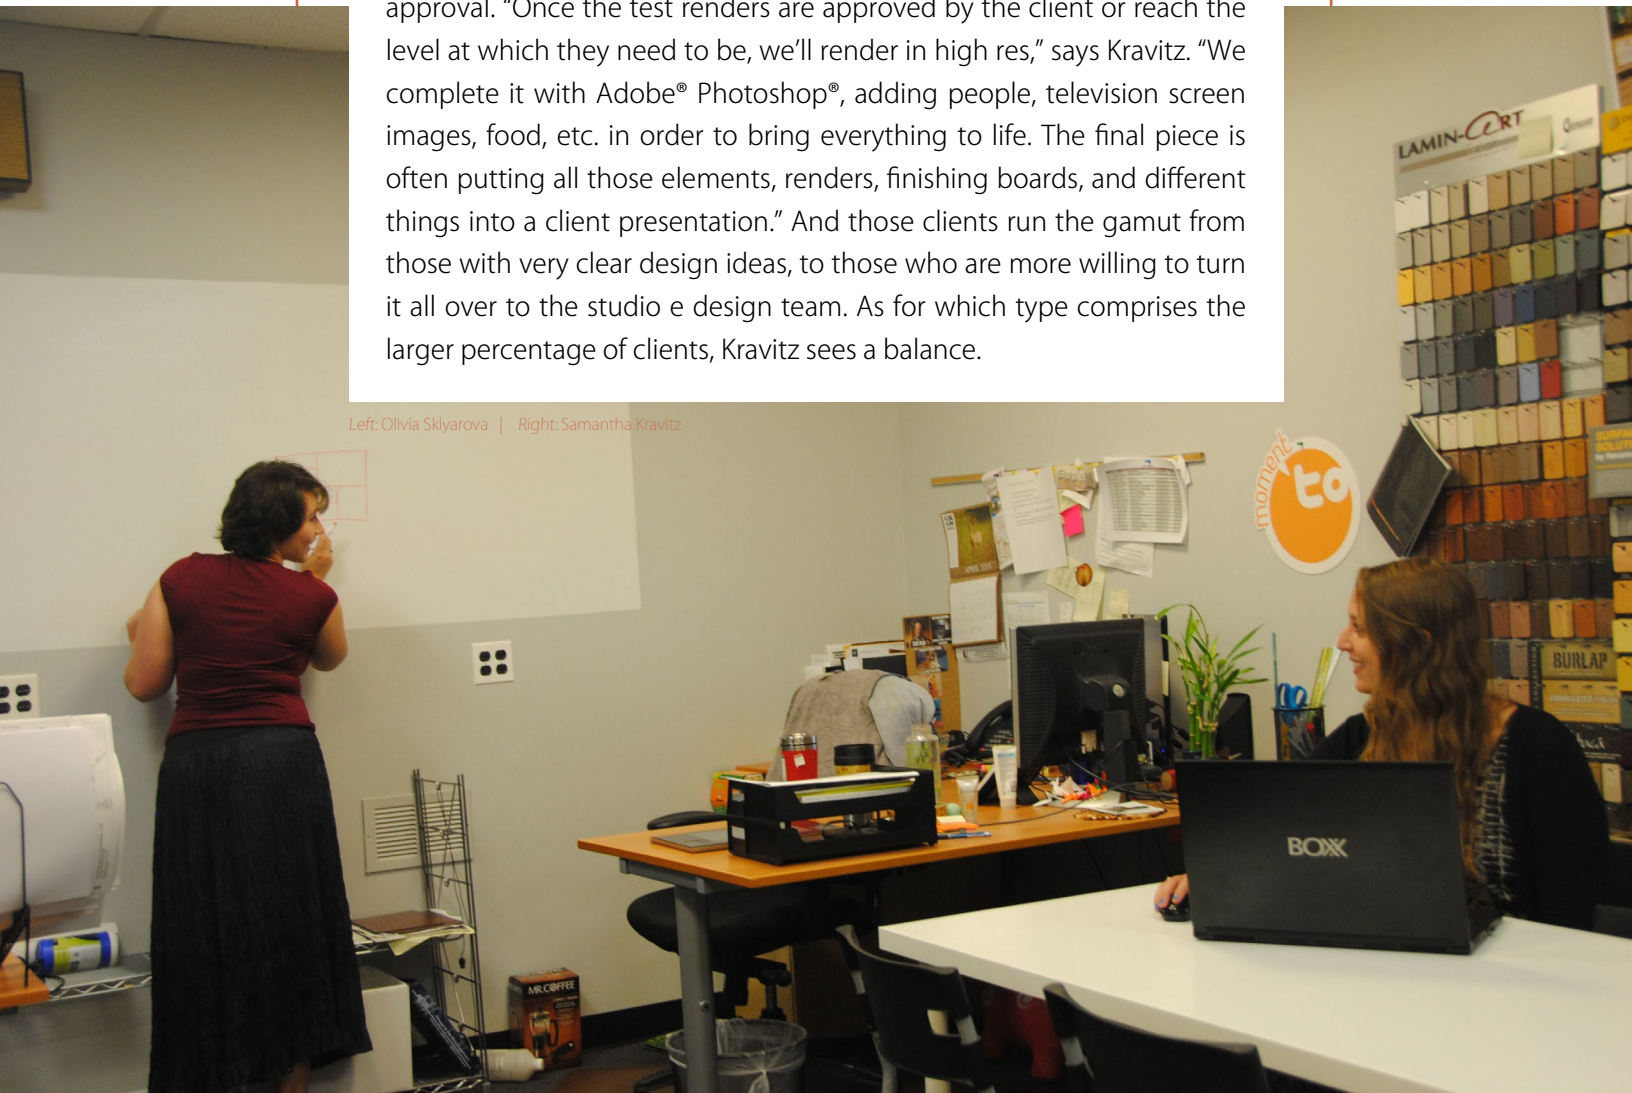 approval. “Once the test renders are approved by the client or reach the
level at which they need to be, we’ll render in high res,” says Kravitz. “We
complete it with Adobe® Photoshop®, adding people, television screen
images, food, etc. in order to bring everything to life. The final piece is
often putting all those elements, renders, finishing boards, and different
things into a client presentation.” And those clients run the gamut from
those with very clear design ideas, to those who are more willing to turn
it all over to the studio e design team. As for which type comprises the
larger percentage of clients, Kravitz sees a balance.
Left: Olivia Sklyarova | Right: Samantha Kravitz
LAMIN-ART
moment
to
APRIL
BURLAP
BOXX
MR. COFFEE